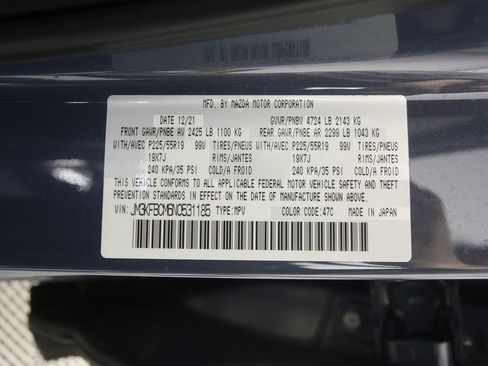 MFD. BY MAZDA MOTOR CORPORATION
DATE 12/21 GVWR/PNBV 4724 LB 2143 KG
FRONT GAWR/PNBE AV 2425 LB 1100 KG REAR GAWR/PNBE AR 2299 LB 1043 KG
WITH/AVEC P225/55R19 99V TIRES/PNEUS WITH/AVEC P225/55R19 99V TIRES/PNEUS
19X7J RIMS/JANTES 19X7J RIMS/JANTES
240 KPA/35 PSI COLD/A FROID 240 KPA/35 PSI COLD/A FROID
THIS VEHICLE CONFORMS TO ALL APPLICABLE FEDERAL MOTOR VEHICLE SAFETY, BUMPER,
AND THEFT PREVENTION STANDARDS IN EFFECT ON THE DATE OF MANUFACTURE SHOWN ABOVE.
VIN: JM3KFBCM6N0531185 TYPE:MPV COLOR CODE:47C MADE IN JAPAN